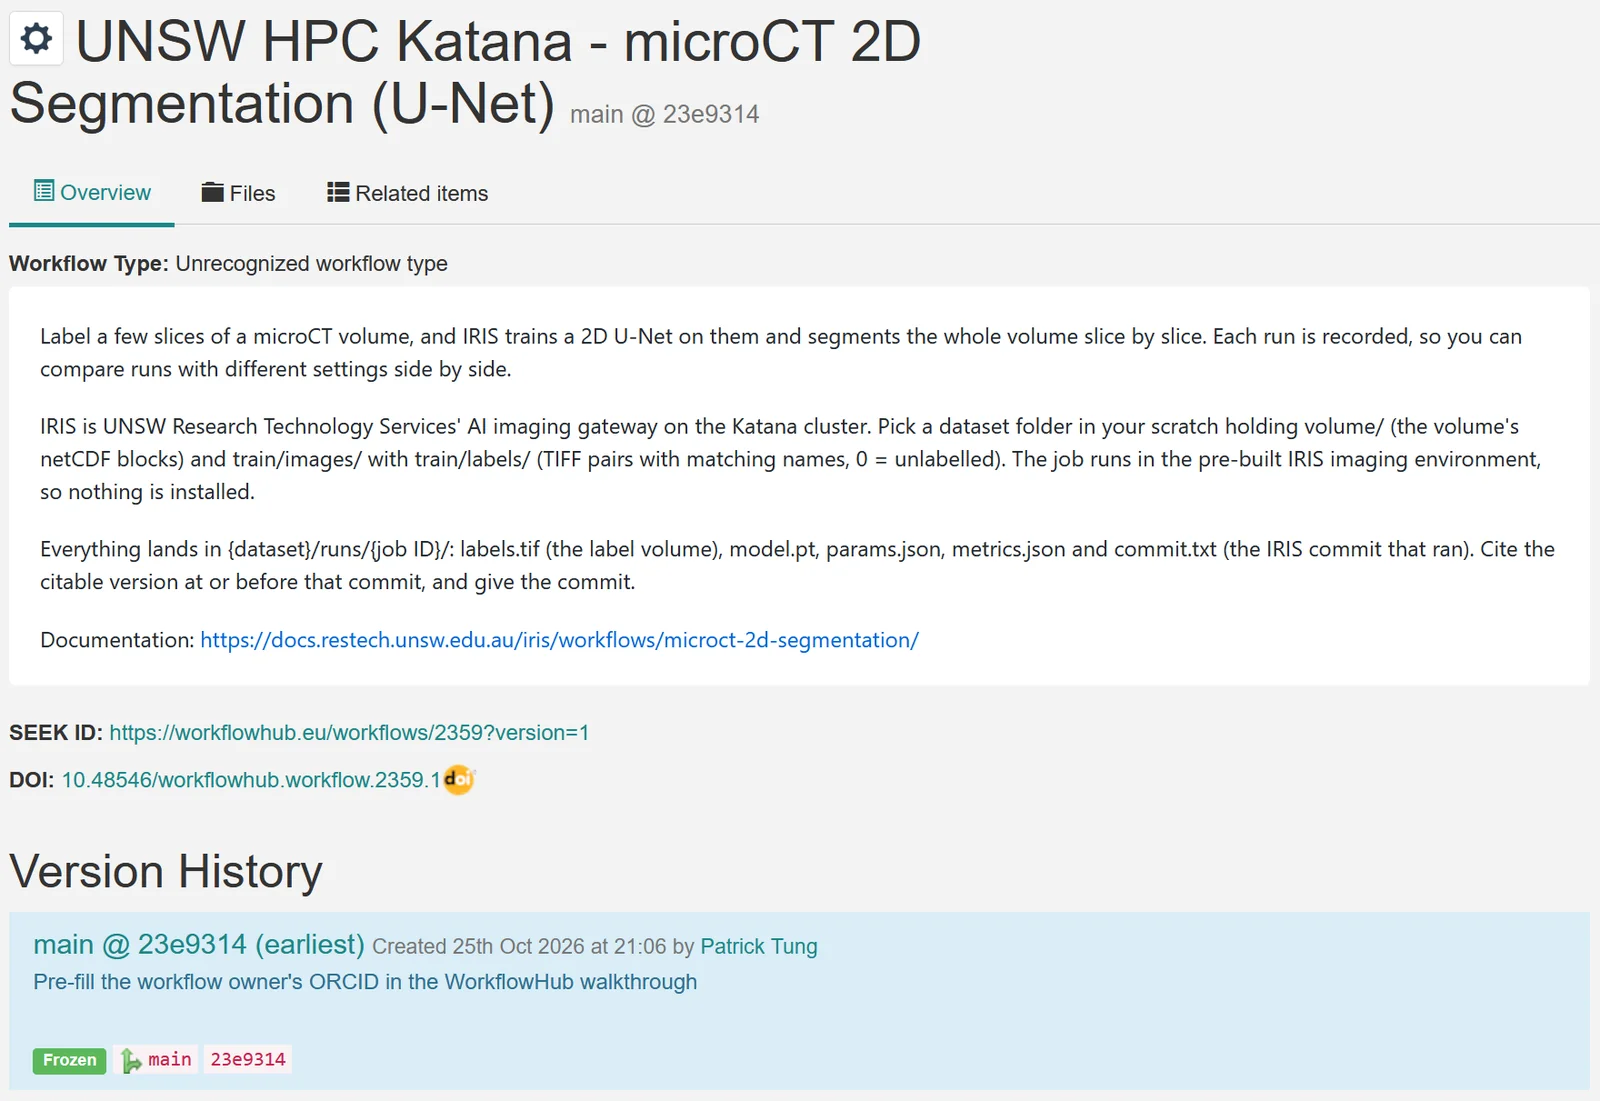 UNSW HPC Katana - microCT 2D
Segmentation (U-Net) main @ 23e9314
Overview Files Related items
Workflow Type: Unrecognized workflow type
Label a few slices of a microCT volume, and IRIS trains a 2D U-Net on them and segments the whole volume slice by slice. Each run is recorded, so you can
compare runs with different settings side by side.
IRIS is UNSW Research Technology Services' AI imaging gateway on the Katana cluster. Pick a dataset folder in your scratch holding volume/ (the volume's
netCDF blocks) and train/images/ with train/labels/ (TIFF pairs with matching names, 0 = unlabelled). The job runs in the pre-built IRIS imaging environment,
so nothing is installed.
Everything lands in {dataset}/runs/{job ID}/: labels.tif (the label volume), model.pt, params.json, metrics.json and commit.txt (the IRIS commit that ran). Cite the
citable version at or before that commit, and give the commit.
Documentation: https://docs.restech.unsw.edu.au/iris/workflows/microct-2d-segmentation/
SEEK ID: https://workflowhub.eu/workflows/2359?version=1
DOI: 10.48546/workflowhub.workflow.2359.1 doi
Version History
main @ 23e9314 (earliest) Created 25th Oct 2026 at 21:06 by Patrick Tung
Pre-fill the workflow owner's ORCID in the WorkflowHub walkthrough
Frozen main 23e9314